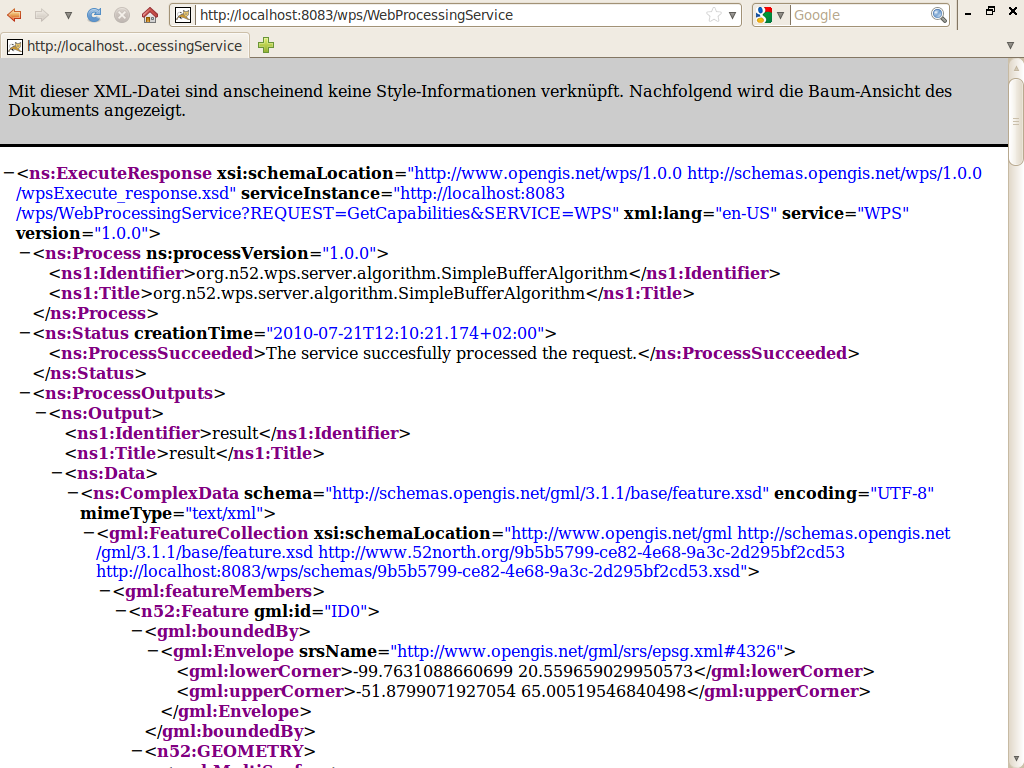 http://localhost:8083/wps/WebProcessingService
Google
http://localhost...ocessingService
Mit dieser XML-Datei sind anscheinend keine Style-Informationen verknüpft. Nachfolgend wird die Baum-Ansicht des
Dokuments angezeigt.
−<ns:ExecuteResponse xsi:schemaLocation="http://www.opengis.net/wps/1.0.0 http://schemas.opengis.net/wps/1.0.0
/wpsExecute_response.xsd" serviceInstance="http://localhost:8083
/wps/WebProcessingService?REQUEST=GetCapabilities&SERVICE=WPS" xml:lang="en-US" service="WPS"
version="1.0.0">
−<ns:Process ns:processVersion="1.0.0">
<ns1:Identifier>org.n52.wps.server.algorithm.SimpleBufferAlgorithm</ns1:Identifier>
<ns1:Title>org.n52.wps.server.algorithm.SimpleBufferAlgorithm</ns1:Title>
</ns:Process>
−<ns:Status creationTime="2010-07-21T12:10:21.174+02:00">
<ns:ProcessSucceeded>The service succesfully processed the request.</ns:ProcessSucceeded>
</ns:Status>
−<ns:ProcessOutputs>
−<ns:Output>
<ns1:Identifier>result</ns1:Identifier>
<ns1:Title>result</ns1:Title>
−<ns:Data>
−<ns:ComplexData schema="http://schemas.opengis.net/gml/3.1.1/base/feature.xsd" encoding="UTF-8"
mimeType="text/xml">
−<gml:FeatureCollection xsi:schemaLocation="http://www.opengis.net/gml http://schemas.opengis.net
/gml/3.1.1/base/feature.xsd http://www.52north.org/9b5b5799-ce82-4e68-9a3c-2d295bf2cd53
http://localhost:8083/wps/schemas/9b5b5799-ce82-4e68-9a3c-2d295bf2cd53.xsd">
−<gml:featureMembers>
−<n52:Feature gml:id="ID0">
−<gml:boundedBy>
−<gml:Envelope srsName="http://www.opengis.net/gml/srs/epsg.xml#4326">
<gml:lowerCorner>-99.7631088660699 20.559659029950573</gml:lowerCorner>
<gml:upperCorner>-51.8799071927054 65.00519546840498</gml:upperCorner>
</gml:Envelope>
</gml:boundedBy>
−<n52:GEOMETRY>